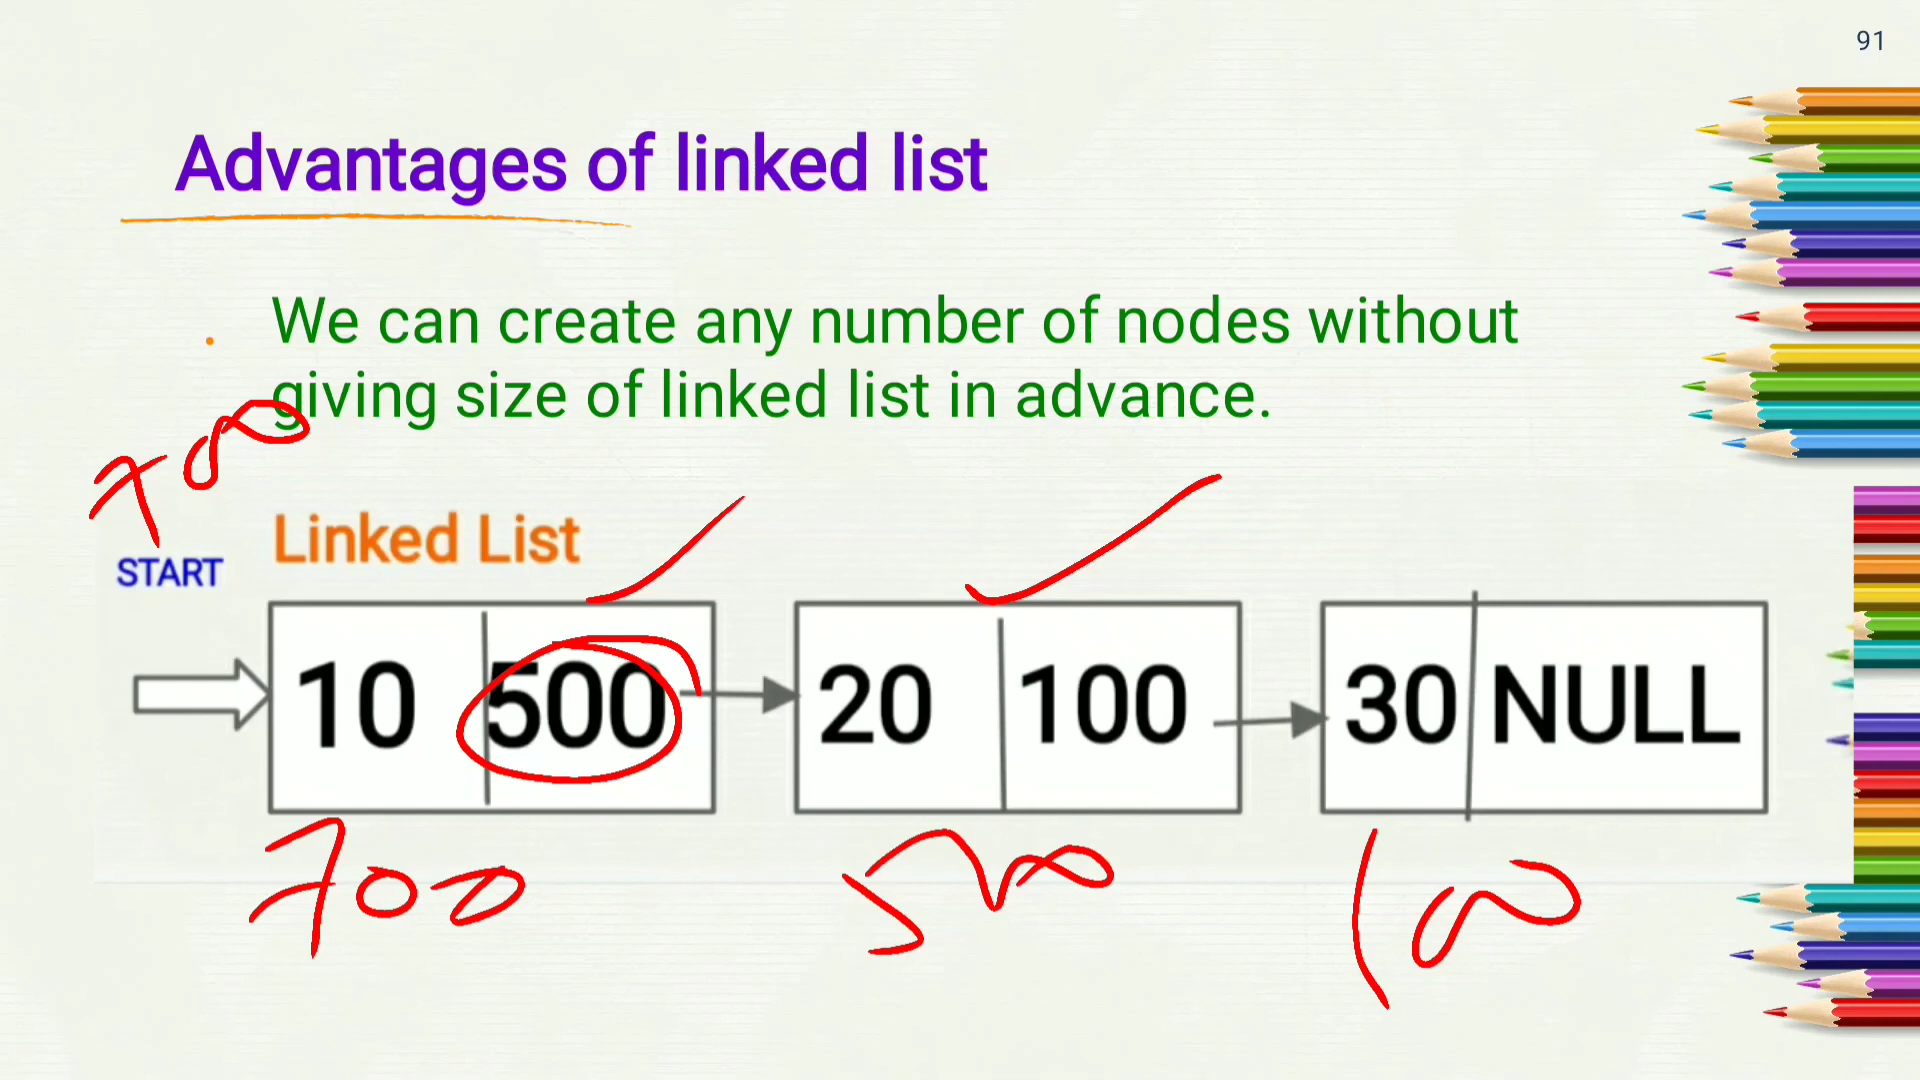 91
Advantages of linked list
. We can create any number of nodes without
giving size of linked list in advance.
700
Linked List
START
10 500 20 100 30 NULL
700 500 100